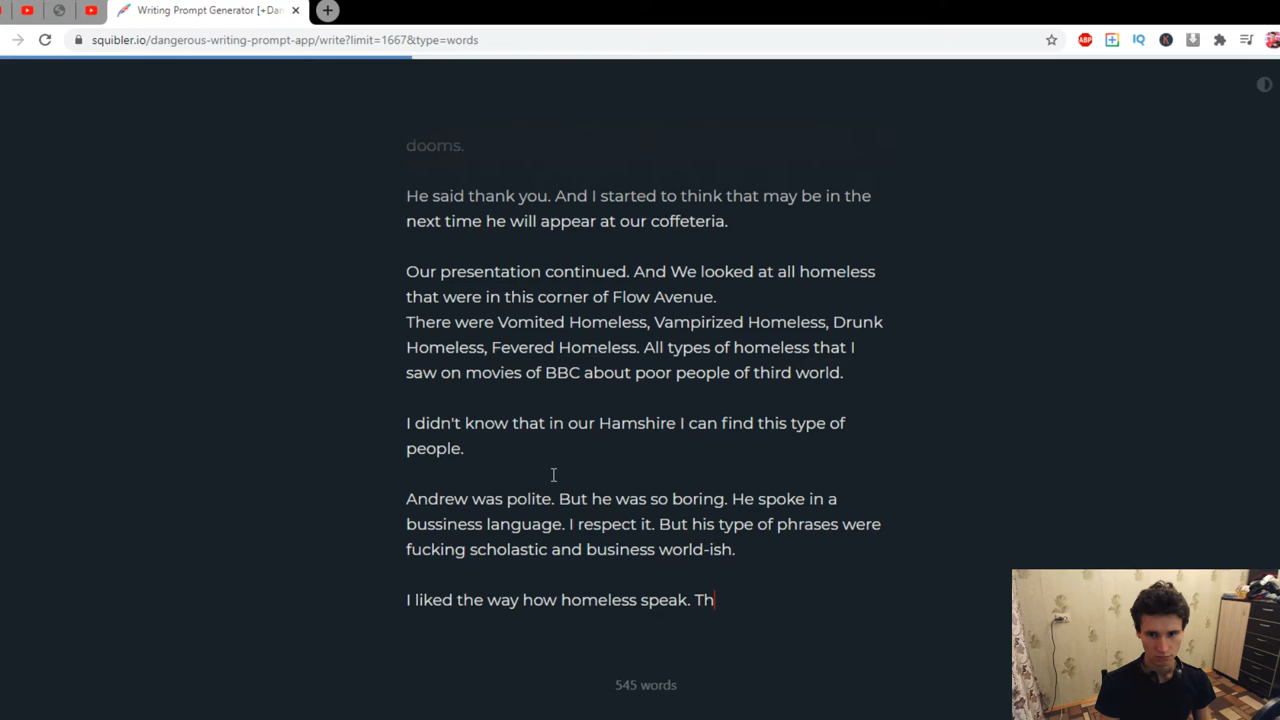 Writing Prompt Generator [+Dan
squibler.io/dangerous-writing-prompt-app/write?limit=1667&type=words
ABP
IQ
K
dooms.
He said thank you. And I started to think that may be in the
next time he will appear at our coffeteria.
Our presentation continued. And We looked at all homeless
that were in this corner of Flow Avenue.
There were Vomited Homeless, Vampirized Homeless, Drunk
Homeless, Fevered Homeless. All types of homeless that I
saw on movies of BBC about poor people of third world.
I didn't know that in our Hamshire I can find this type of
people.
Andrew was polite. But he was so boring. He spoke in a
bussiness language. I respect it. But his type of phrases were
fucking scholastic and business world-ish.
I liked the way how homeless speak. Th
545 words